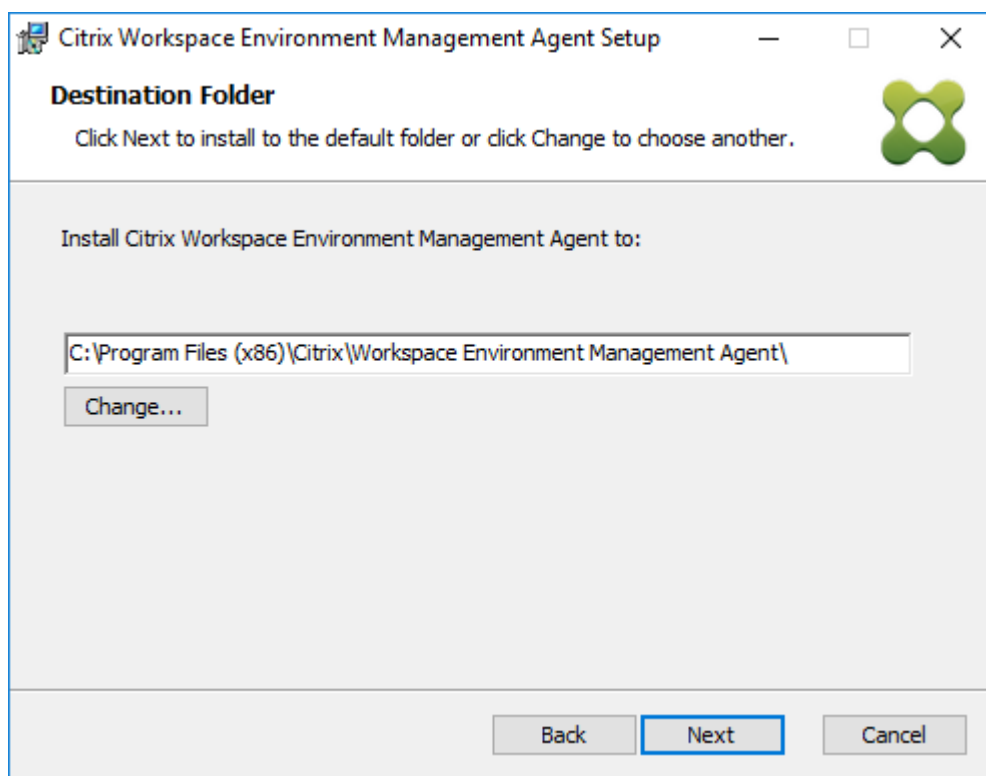 Citrix Workspace Environment Management Agent Setup
Destination Folder
Click Next to install to the default folder or click Change to choose another.
Install Citrix Workspace Environment Management Agent to:
C:\Program Files (x86)\Citrix\Workspace Environment Management Agent\
Change...
Back Next Cancel